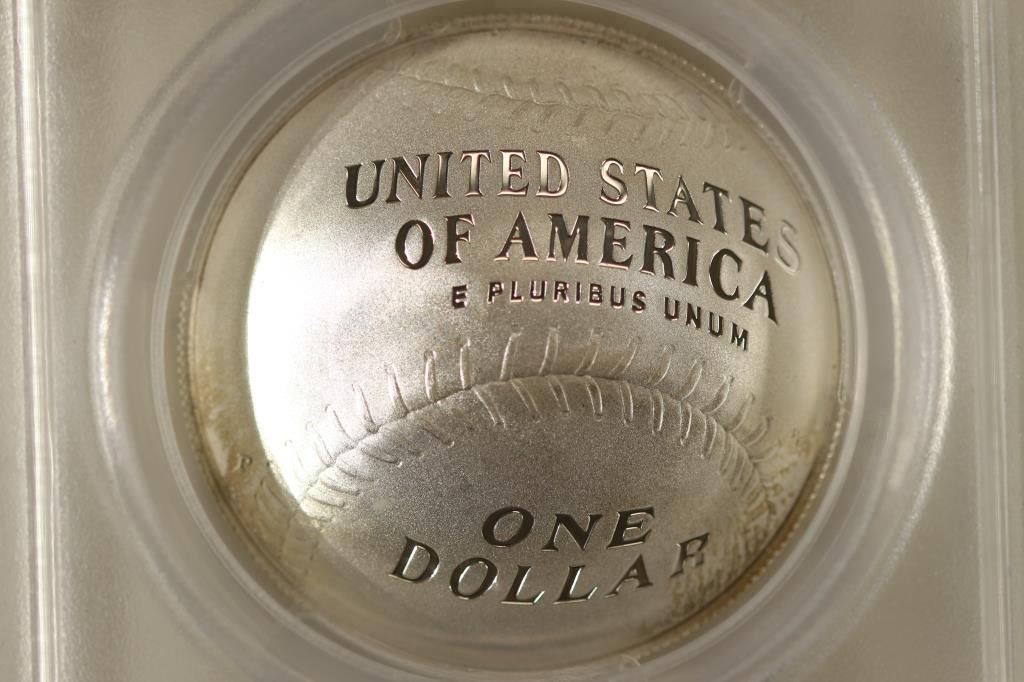 UNITED STATES
OF AMERICA
E PLURIBUS UNUM
P
ONE
DOLLAR